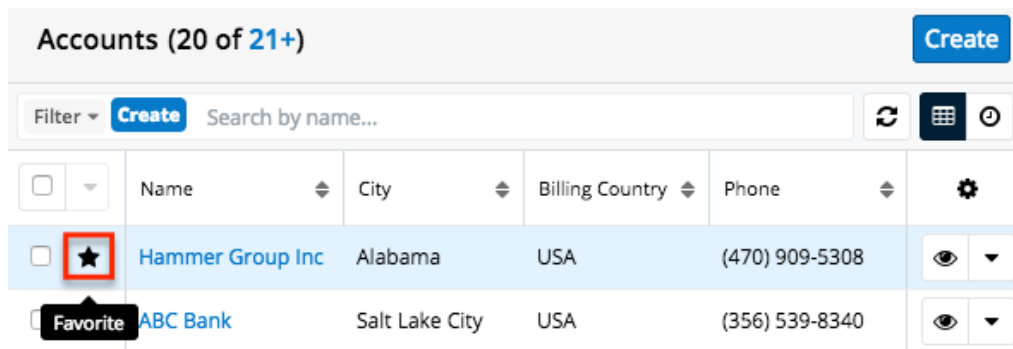 Accounts (20 of 21+) Create
Filter Create Search by name...
Name City Billing Country Phone
Hammer Group Inc Alabama USA (470) 909-5308
Favorite ABC Bank Salt Lake City USA (356) 539-8340